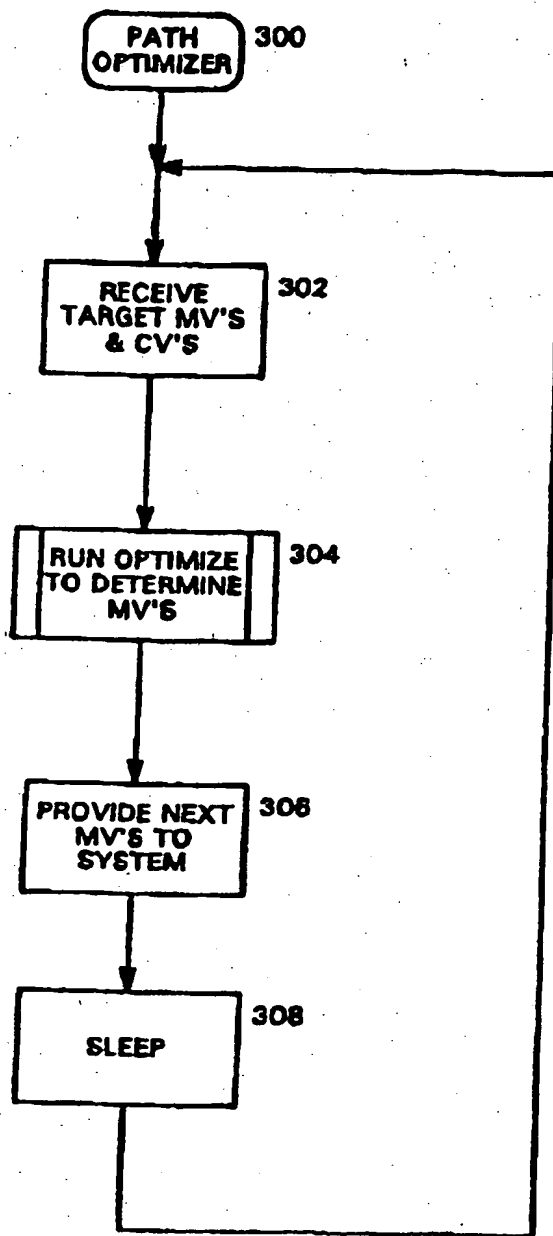 PATH
OPTIMIZER
300
RECEIVE
TARGET MV'S
& CV'S
302
RUN OPTIMIZE
TO DETERMINE
MV'S
304
PROVIDE NEXT
MV'S TO
SYSTEM
306
SLEEP
308